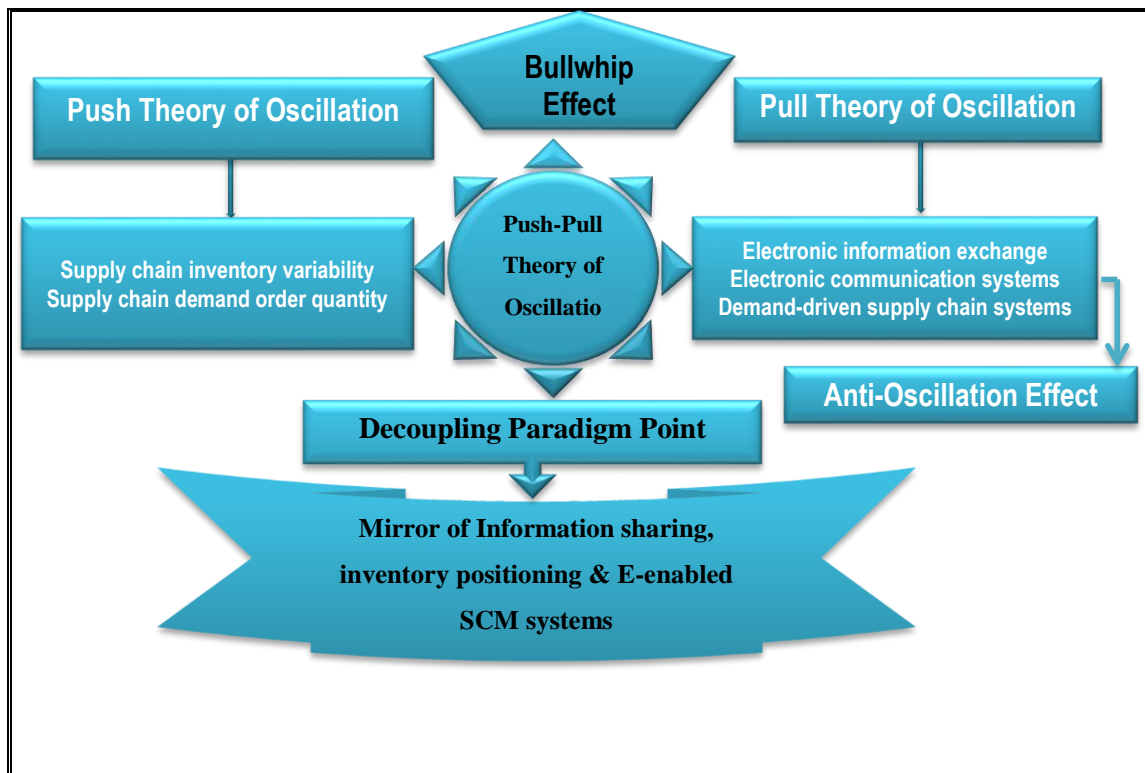 Bullwhip
Effect
Push Theory of Oscillation
Pull Theory of Oscillation
Supply chain inventory variability
Supply chain demand order quantity
Push-Pull
Theory of
Oscillatio
Electronic information exchange
Electronic communication systems
Demand-driven supply chain systems
Anti-Oscillation Effect
Decoupling Paradigm Point
Mirror of Information sharing,
inventory positioning & E-enabled
SCM systems